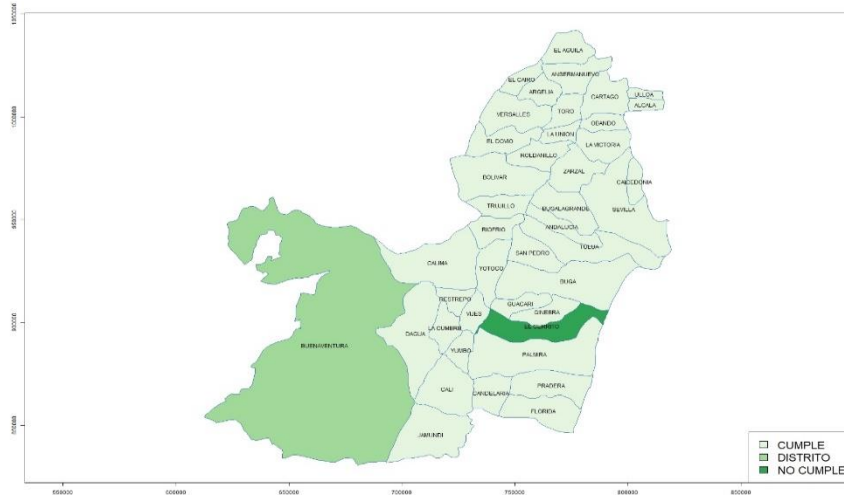 EL AGUILA
ANSERMANUEVO
EL CAIRO
ARGELIA
CARTAGO
ULLOA
ALCALA
VERSALLES
TORO
OBANDO
LA UNION
EL DOVIO
LA VICTORIA
ROLDANILLO
ZARZAL
BOLIVAR
CAICEDONIA
SEVILLA
TRUJILLO
BUGALAGRANDE
ANDALUCIA
RIOFRIO
TULUA
SAN PEDRO
CALIMA
YOTOCO
BUGA
RESTREPO
GUACARI
VIJES
GINEBRA
EL CERRITO
DAGUA
LA CUMBRE
BUENAVENTURA
YUMBO
PALMIRA
PRADERA
CALI
CANDELARIA
FLORIDA
JAMUNDI
CUMPLE
DISTRITO
NO CUMPLE